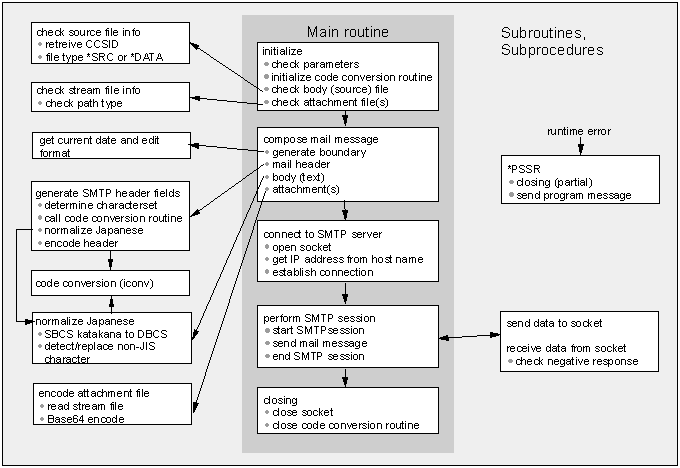 Main routine
Subroutines,
Subprocedures
check source file info
retreive CCSID
file type *SRC or *DATA
check stream file info
check path type
get current date and edit
format
generate SMTP header fields
determine characterset
call code conversion routine
normalize Japanese
encode header
code conversion (iconv)
normalize Japanese
SBCS katakana to DBCS
detect/replace non-JIS
character
encode attachment file
read stream file
Base64 encode
initialize
check parameters
initialize code conversion routine
check body (source) file
check attachment file(s)
compose mail message
generate boundary
mail header
body (text)
attachment(s)
connect to SMTP server
open socket
get IP address from host name
establish connection
perform SMTP session
start SMTPsession
send mail message
end SMTP session
closing
close socket
close code conversion routine
runtime error
*PSSR
closing (partial)
send program message
send data to socket
receive data from socket
check negative response